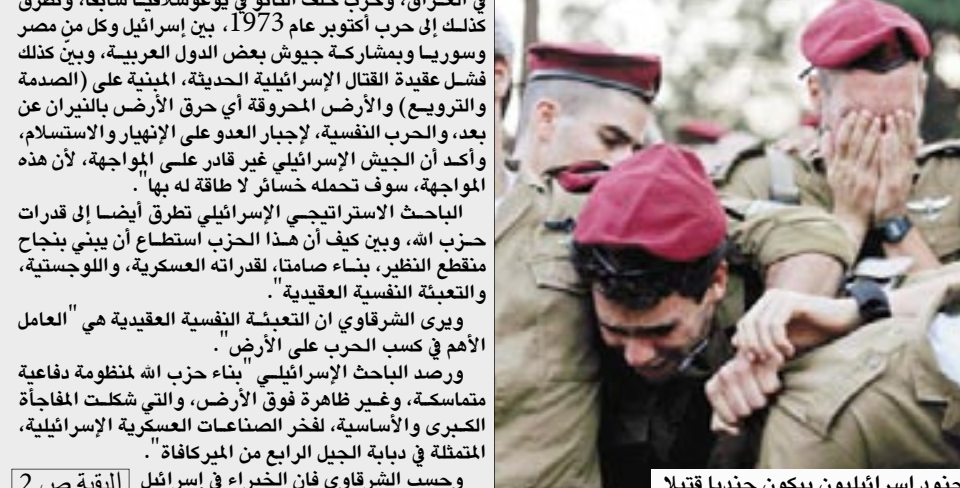 في العراق، وحرب حلف الناتو في يوغوسلافيا سابقا، وتطرق
كذلك إلى حرب أكتوبر عام 1973، بين إسرائيل وكل من مصر
وسوريا وبمشاركة جيوش بعض الدول العربية، وبين كذلك
فشل عقيدة القتال الإسرائيلية الحديثة، المبنية على (الصدمة
والترويع) والأرض المحروقة أي حرق الأرض بالنيران عن
بعد، والحرب النفسية، لإجبار العدو على الإنهيار والاستسلام،
وأكد أن الجيش الإسرائيلي غير قادر على المواجهة، لأن هذه
المواجهة، سوف تحمله خسائر لا طاقة له بها".
الباحث الاستراتيجي الإسرائيلي تطرق أيضا إلى قدرات
حزب الله، وبين كيف أن هذا الحزب استطاع أن يبني بنجاح
منقطع النظير، بناء صامتا، لقدراته العسكرية، واللوجستية،
والتعبئة النفسية العقيدية".
ويرى الشرقاوي ان التعبئة النفسية العقيدية هي "العامل
الأهم في كسب الحرب على الأرض".
ورصد الباحث الإسرائيلي "بناء حزب الله لمنظومة دفاعية
متماسكة، وغير ظاهرة فوق الأرض، والتي شكلت المفاجأة
الكبرى والأساسية، لفخر الصناعات العسكرية الإسرائيلية،
المتمثلة في دبابة الجيل الرابع من الميركافاة".
وحسب الشرقاوي فان الخبراء في إسرائيل
البقية ص 2
جنود إسرائيليون يبكون جنديا قتيلا